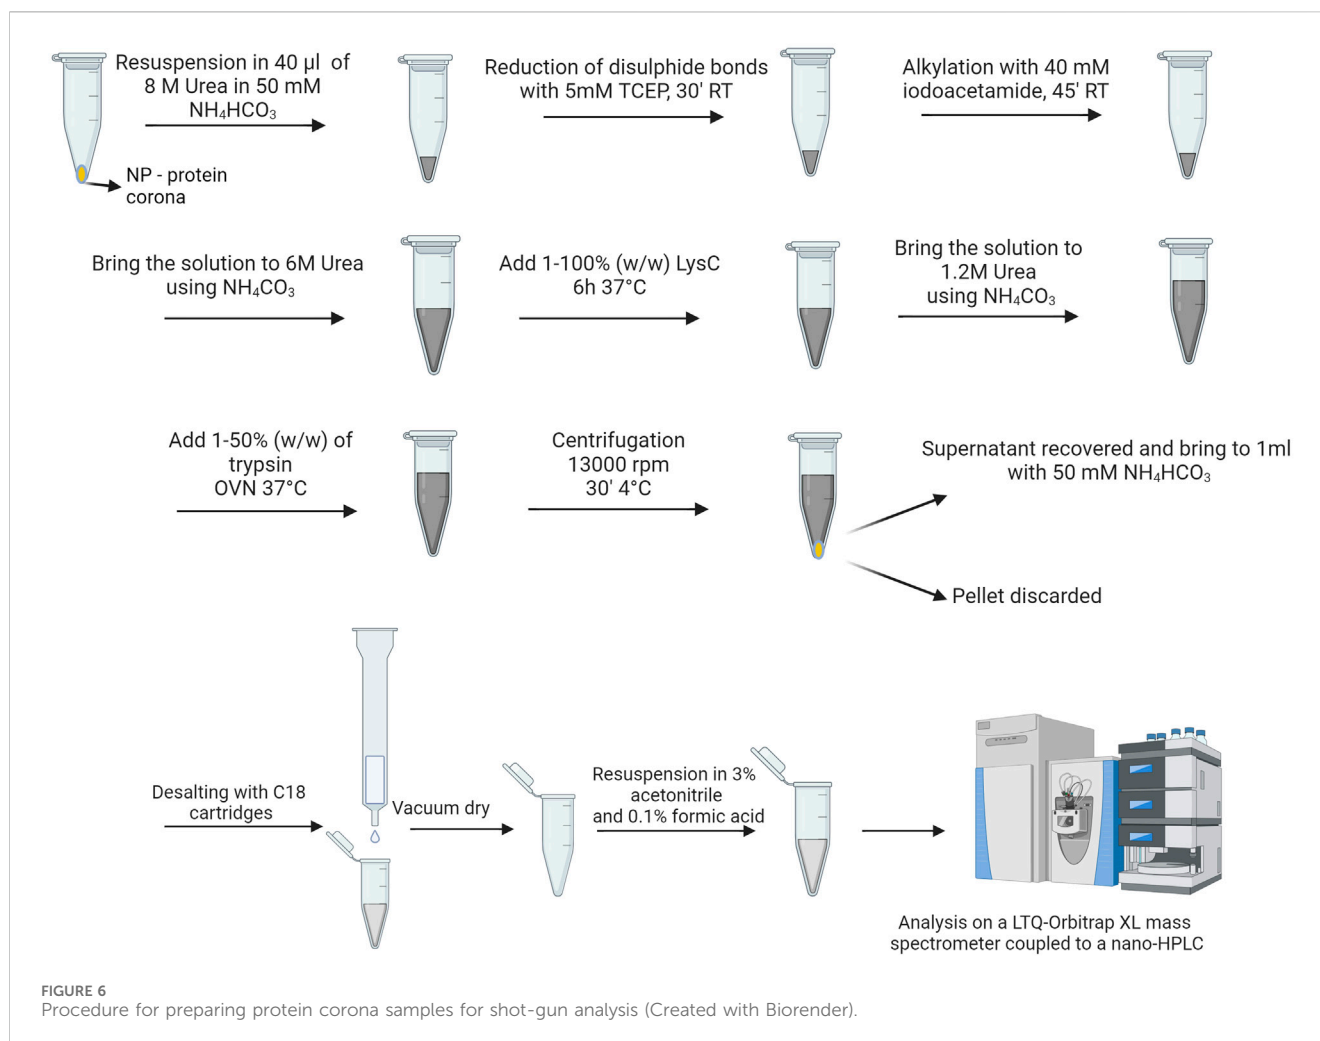 Resuspension in 40 µl of
8 M Urea in 50 mM
NH₄HCO₃
Reduction of disulphide bonds
with 5mM TCEP, 30' RT
Alkylation with 40 mM
iodoacetamide, 45' RT
NP - protein
corona
Bring the solution to 6M Urea
using NH₄CO₃
Add 1-100% (w/w) LysC
6h 37°C
Bring the solution to
1.2M Urea
using NH₄CO₃
Add 1-50% (w/w) of
trypsin
OVN 37°C
Centrifugation
13000 rpm
30' 4°C
Supernatant recovered and bring to 1ml
with 50 mM NH₄HCO₃
Pellet discarded
Desalting with C18
cartridges
Vacuum dry
Resuspension in 3%
acetonitrile
and 0.1% formic acid
Analysis on a LTQ-Orbitrap XL mass
spectrometer coupled to a nano-HPLC
FIGURE 6
Procedure for preparing protein corona samples for shot-gun analysis (Created with Biorender).